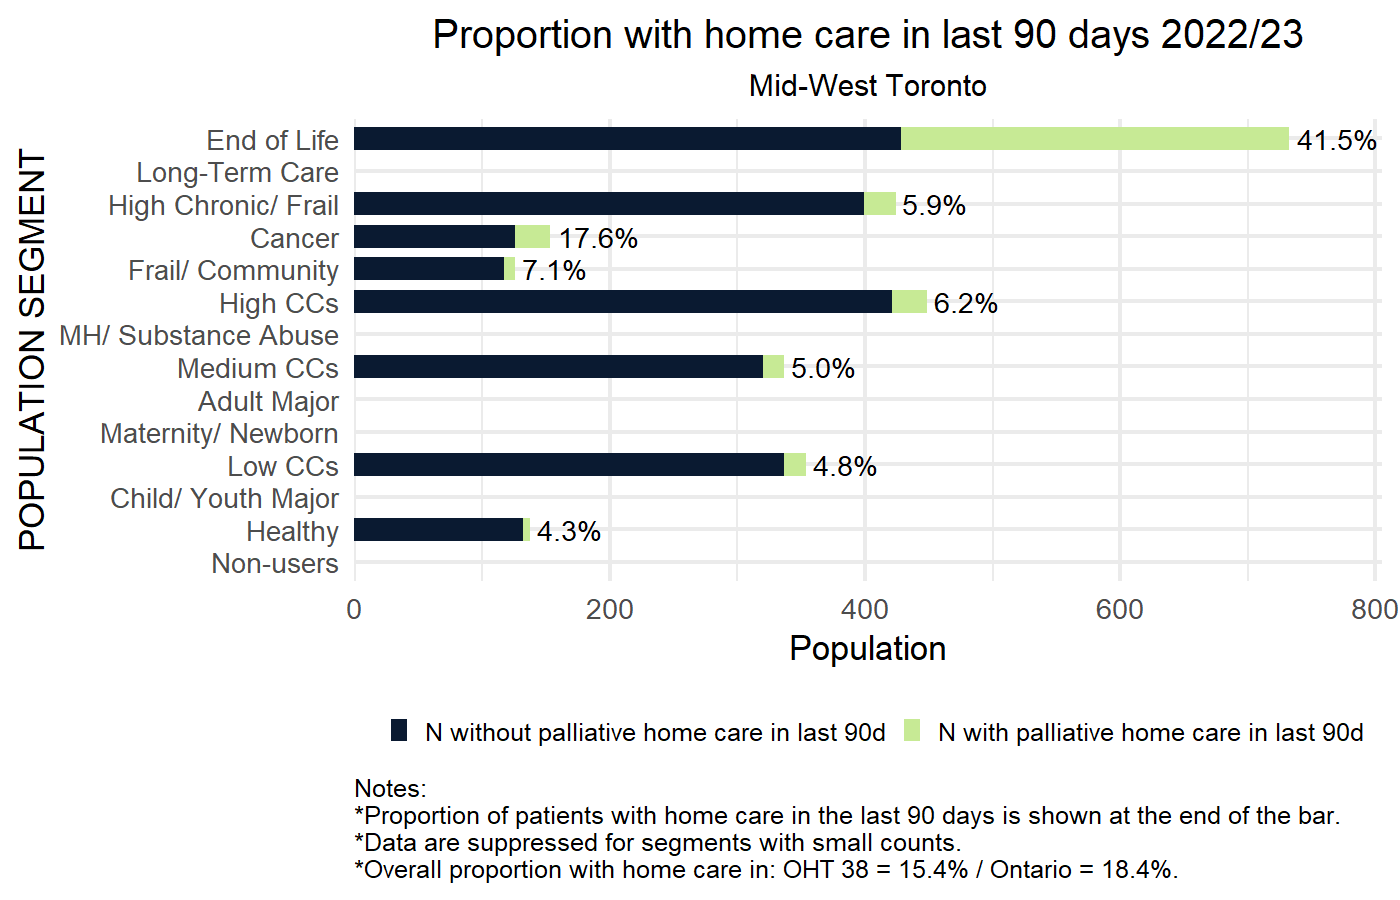 Proportion with home care in last 90 days 2022/23
Mid-West Toronto
POPULATION SEGMENT
End of Life 41.5%
Long-Term Care
High Chronic/ Frail 5.9%
Cancer 17.6%
Frail/ Community 7.1%
High CCs 6.2%
MH/ Substance Abuse
Medium CCs 5.0%
Adult Major
Maternity/ Newborn
Low CCs 4.8%
Child/ Youth Major
Healthy 4.3%
Non-users
0 200 400 600 800
Population
N without palliative home care in last 90d N with palliative home care in last 90d
Notes:
*Proportion of patients with home care in the last 90 days is shown at the end of the bar.
*Data are suppressed for segments with small counts.
*Overall proportion with home care in: OHT 38 = 15.4% / Ontario = 18.4%.